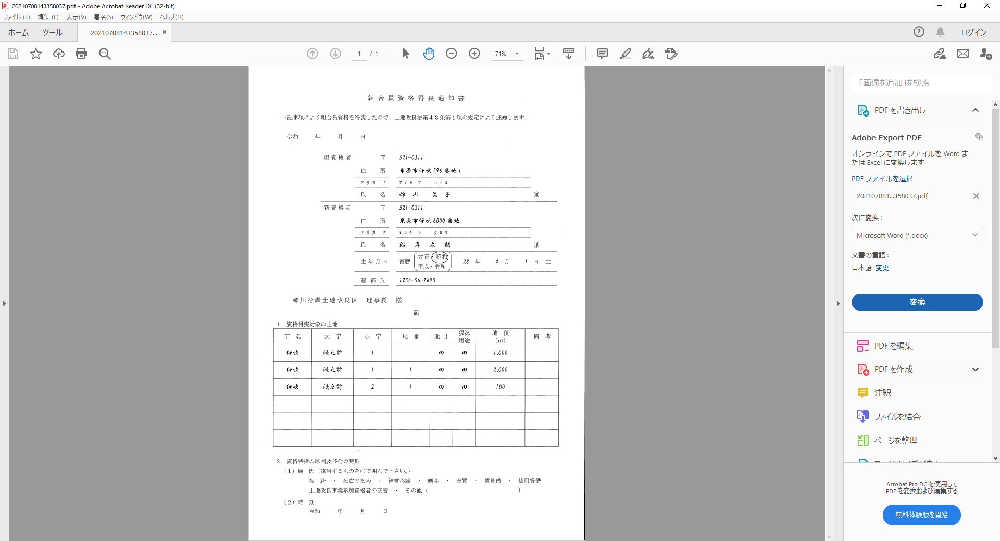 20210708143358037.pdf - Adobe Acrobat Reader DC (32-bit)
ファイル (F) 編集 (E) 表示(V) 署名(S) ウィンドウ(W) ヘルプ(H)
ホーム ツール 20210708143358037... × ログイン
1 / 1 71%
組合員資格得喪通知書
下記事項により組合員資格を得喪したので、土地改良法第43条第1項の規定により通知します。
令和 年 月 日
現資格者 〒 521-0311
住 所 米原市伊吹 596 番地 1
フリガナ アネガワ ハナコ
氏 名 姉 川 花 子 ㊞
新資格者 〒 521-0311
住 所 米原市伊吹 6000 番地
フリガナ エンガン タロウ
氏 名 沿 岸 太 朗 ㊞
生年月日 西暦 大正・昭和 平成・令和 28 年 4 月 1 日 生
連絡先 1234-56-7890
姉川沿岸土地改良区 理事長 様
記
1.資格得喪対象の土地
市 名 大 字 小 字 地 番 地 目 現況用途 地 積(㎡) 備 考
伊吹 滝之前 1 田 田 1,000
伊吹 滝之前 1 1 田 田 2,000
伊吹 滝之前 2 1 田 田 100
2.資格特措の原因及びその時期
(1)原 因(該当するものを○で囲んで下さい。)
相 続 ・ 死亡のため ・ 経営移譲 ・ 贈与 ・ 売買 ・ 賃貸借 ・ 使用貸借
土地改良事業参加資格者の交替 ・ その他( )
(2)時 期
令和 年 月 日
「画像を追加」を検索
PDF を書き出し
Adobe Export PDF
オンラインで PDF ファイルを Word ま
たは Excel に変換します
PDF ファイルを選択
202107081...358037.pdf
次に変換 :
Microsoft Word (*.docx)
文書の言語 :
日本語 変更
変換
PDF を編集
PDF を作成
注釈
ファイルを結合
ページを整理
Acrobat Pro DC を使用して
PDF を変換および編集する
無料体験版を開始